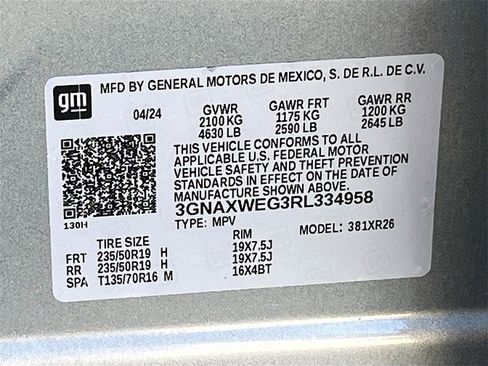 gm
MFD BY GENERAL MOTORS DE MEXICO, S. DE R.L. DE C.V.
04/24 GVWR GAWR FRT GAWR RR
2100 KG 1175 KG 1200 KG
4630 LB 2590 LB 2645 LB
THIS VEHICLE CONFORMS TO ALL
APPLICABLE U.S. FEDERAL MOTOR
VEHICLE SAFETY AND THEFT PREVENTION
STANDARDS IN EFFECT ON THE DATE OF
MANUFACTURE SHOWN ABOVE.
3GNAXWEG3RL334958
130H TYPE: MPV MODEL: 381XR26
TIRE SIZE RIM
FRT 235/50R19 H 19X7.5J
RR 235/50R19 H 19X7.5J
SPA T135/70R16 M 16X4BT